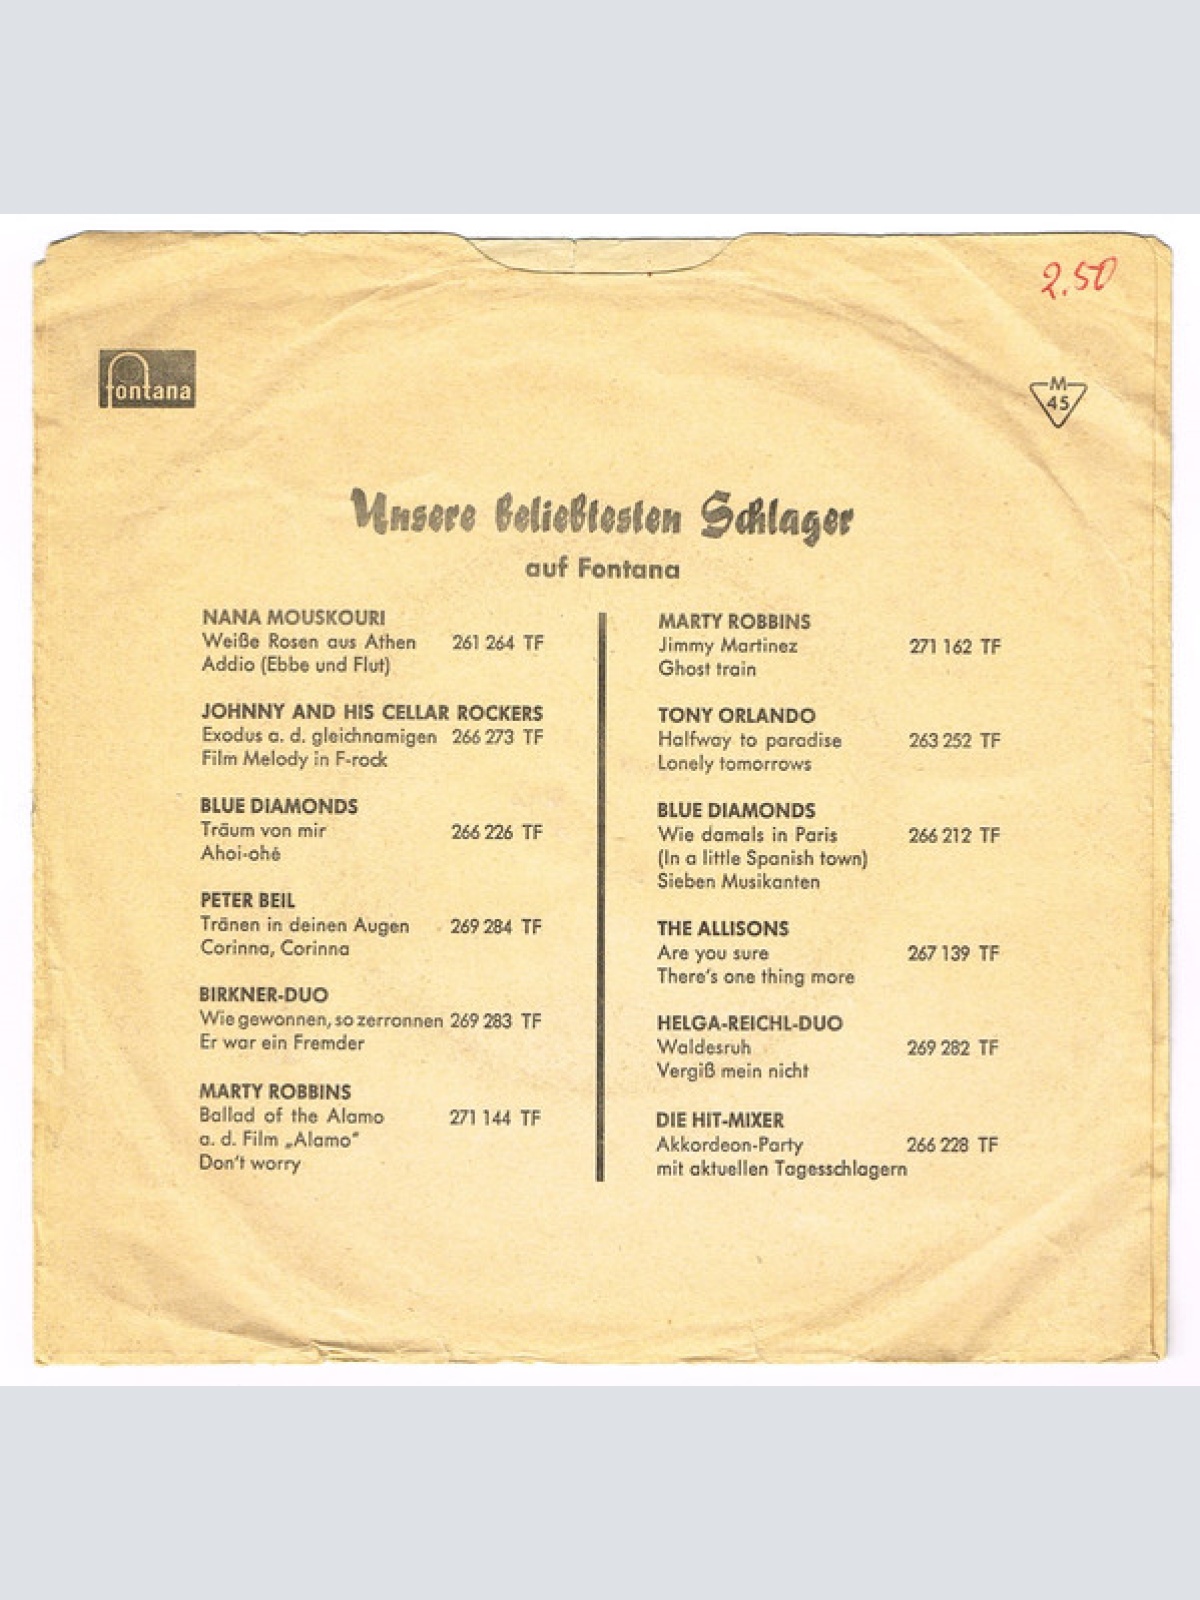 2.50
fontana
M
45
Unsere beliebtesten Schlager
auf Fontana
NANA MOUSKOURI
Weiße Rosen aus Athen 261 264 TF
Addio (Ebbe und Flut)
JOHNNY AND HIS CELLAR ROCKERS
Exodus a. d. gleichnamigen 266 273 TF
Film Melody in F-rock
BLUE DIAMONDS
Träum von mir 266 226 TF
Ahoi-ohé
PETER BEIL
Tränen in deinen Augen 269 284 TF
Corinna, Corinna
BIRKNER-DUO
Wie gewonnen, so zerronnen 269 283 TF
Er war ein Fremder
MARTY ROBBINS
Ballad of the Alamo 271 144 TF
a. d. Film „Alamo"
Don't worry
MARTY ROBBINS
Jimmy Martinez 271 162 TF
Ghost train
TONY ORLANDO
Halfway to paradise 263 252 TF
Lonely tomorrows
BLUE DIAMONDS
Wie damals in Paris 266 212 TF
(In a little Spanish town)
Sieben Musikanten
THE ALLISONS
Are you sure 267 139 TF
There's one thing more
HELGA-REICHL-DUO
Waldesruh 269 282 TF
Vergiß mein nicht
DIE HIT-MIXER
Akkordeon-Party 266 228 TF
mit aktuellen Tagesschlagern